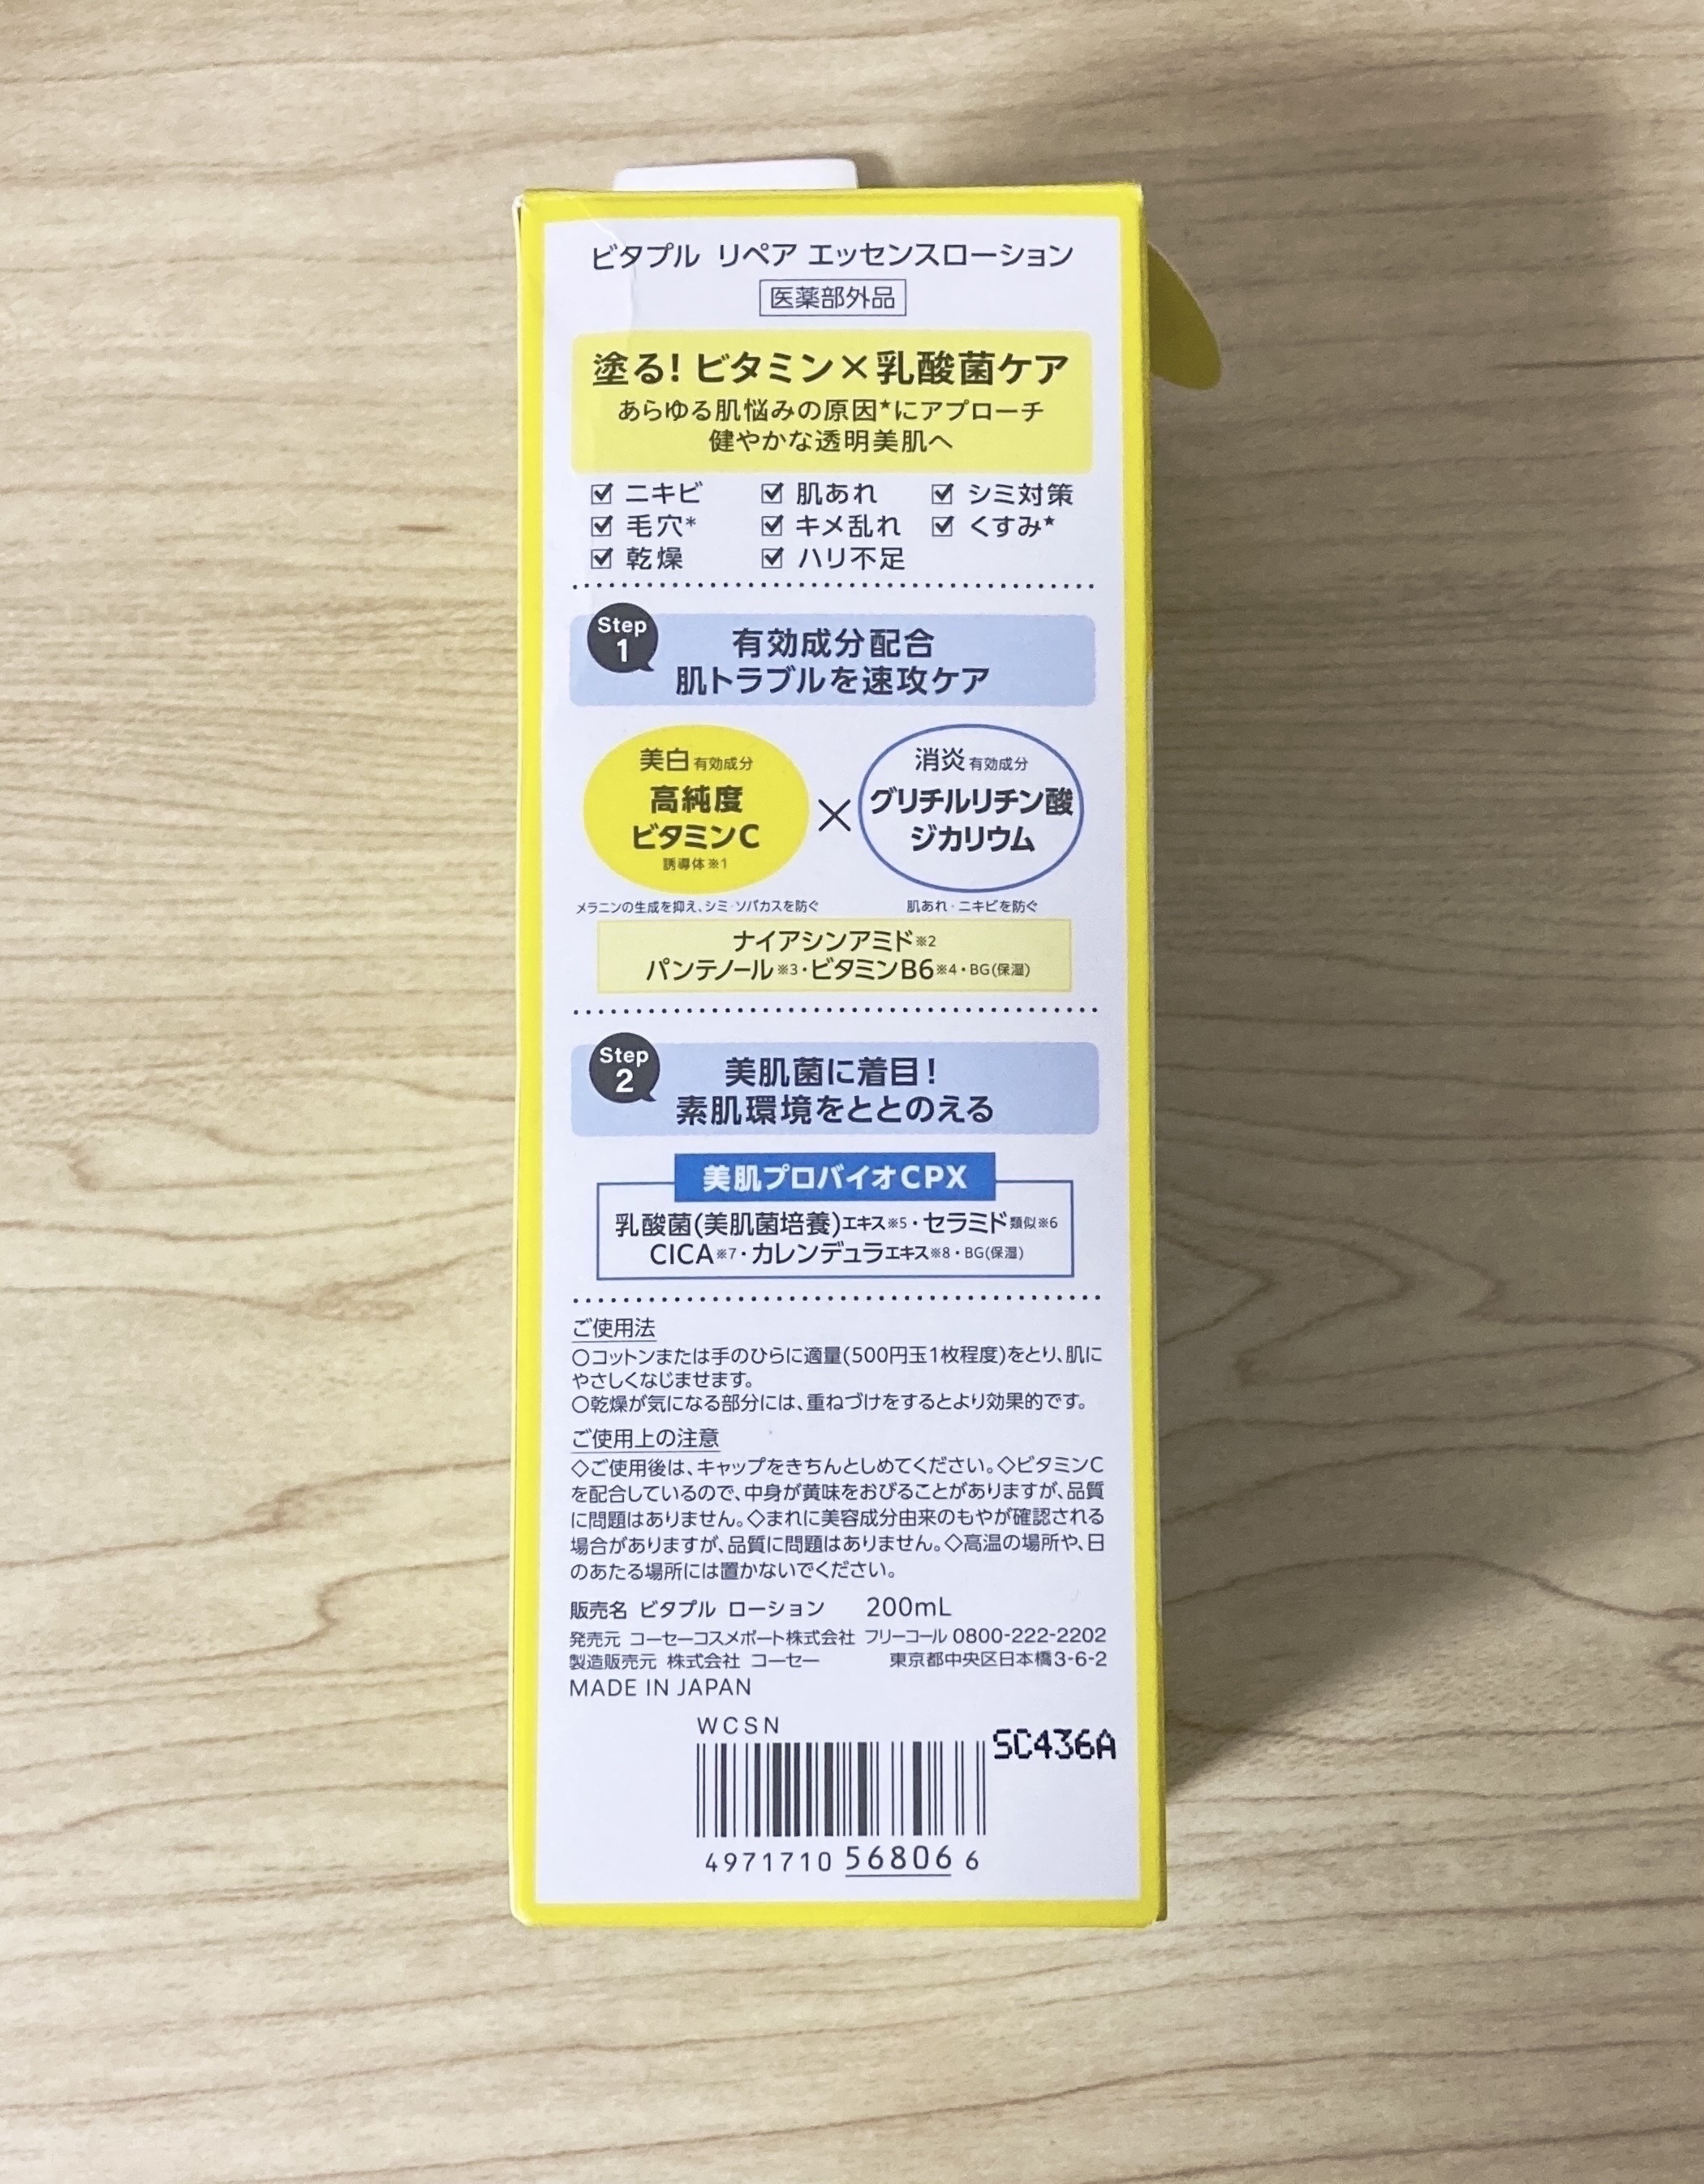 ビタプル リペア エッセンスローション
医薬部外品
塗る! ビタミン×乳酸菌ケア
あらゆる肌悩みの原因★にアプローチ
健やかな透明美肌へ
☑ ニキビ ☑ 肌あれ ☑ シミ対策
☑ 毛穴* ☑ キメ乱れ ☑ くすみ★
☑ 乾燥 ☑ ハリ不足
Step
1
有効成分配合
肌トラブルを速攻ケア
美白有効成分
高純度
ビタミンC
誘導体※1
×
消炎有効成分
グリチルリチン酸
ジカリウム
メラニンの生成を抑え、シミ・ソバカスを防ぐ
肌あれ・ニキビを防ぐ
ナイアシンアミド※2
パンテノール※3・ビタミンB6※4・BG(保湿)
Step
2
美肌菌に着目!
素肌環境をととのえる
美肌プロバイオCPX
乳酸菌(美肌菌培養)エキス※5・セラミド類似※6
CICA※7・カレンデュラエキス※8・BG(保湿)
ご使用法
○コットンまたは手のひらに適量(500円玉1枚程度)をとり、肌に
やさしくなじませます。
○乾燥が気になる部分には、重ねづけをするとより効果的です。
ご使用上の注意
◇ご使用後は、キャップをきちんとしめてください。◇ビタミンC
を配合しているので、中身が黄味をおびることがありますが、品質
に問題はありません。◇まれに美容成分由来のもやが確認される
場合がありますが、品質に問題はありません。◇高温の場所や、日
のあたる場所には置かないでください。
販売名 ビタプル ローション 200mL
発売元 コーセーコスメポート株式会社 フリーコール 0800-222-2202
製造販売元 株式会社 コーセー 東京都中央区日本橋3-6-2
MADE IN JAPAN
WCSN
SC436A
4971710 56806 6